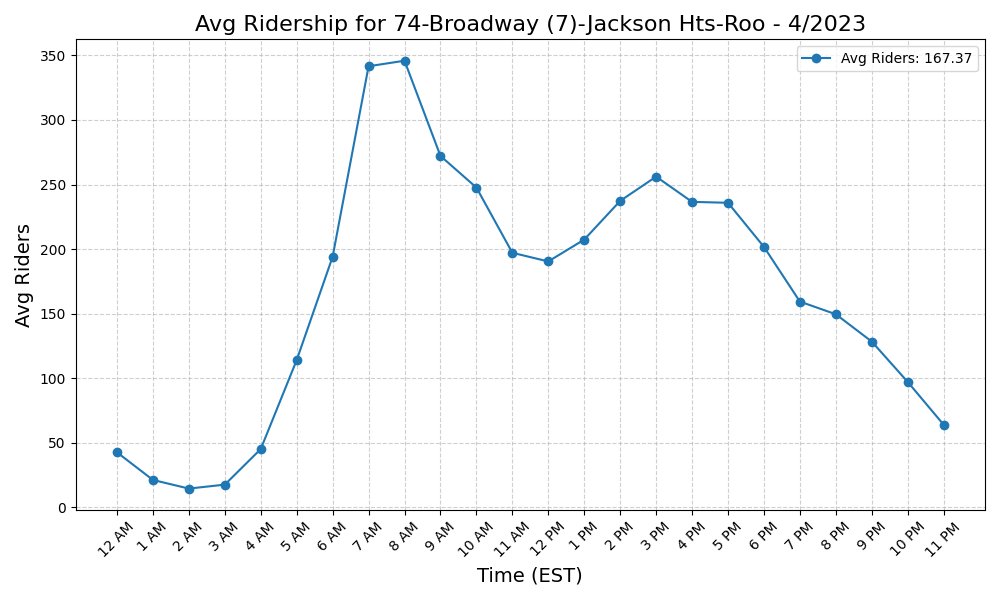 Avg Ridership for 74-Broadway (7)-Jackson Hts-Roo - 4/2023
Avg Riders: 167.37
Avg Riders
350
300
250
200
150
100
50
0
12 AM
1 AM
2 AM
3 AM
4 AM
5 AM
6 AM
7 AM
8 AM
9 AM
10 AM
11 AM
12 PM
1 PM
2 PM
3 PM
4 PM
5 PM
6 PM
7 PM
8 PM
9 PM
10 PM
11 PM
Time (EST)